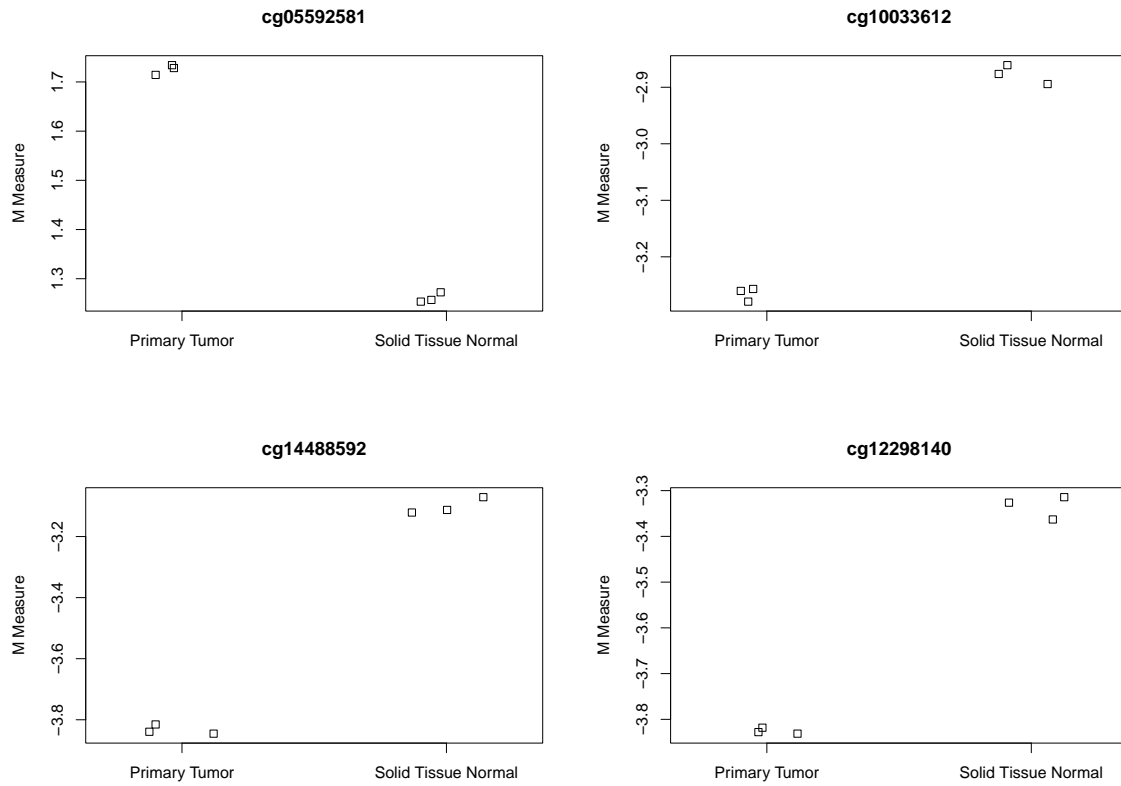 cg05592581
M Measure
1.7
1.6
1.5
1.4
1.3
Primary Tumor
Solid Tissue Normal
cg10033612
M Measure
−2.9
−3.0
−3.1
−3.2
Primary Tumor
Solid Tissue Normal
cg14488592
M Measure
−3.2
−3.4
−3.6
−3.8
Primary Tumor
Solid Tissue Normal
cg12298140
M Measure
−3.3
−3.4
−3.5
−3.6
−3.7
−3.8
Primary Tumor
Solid Tissue Normal